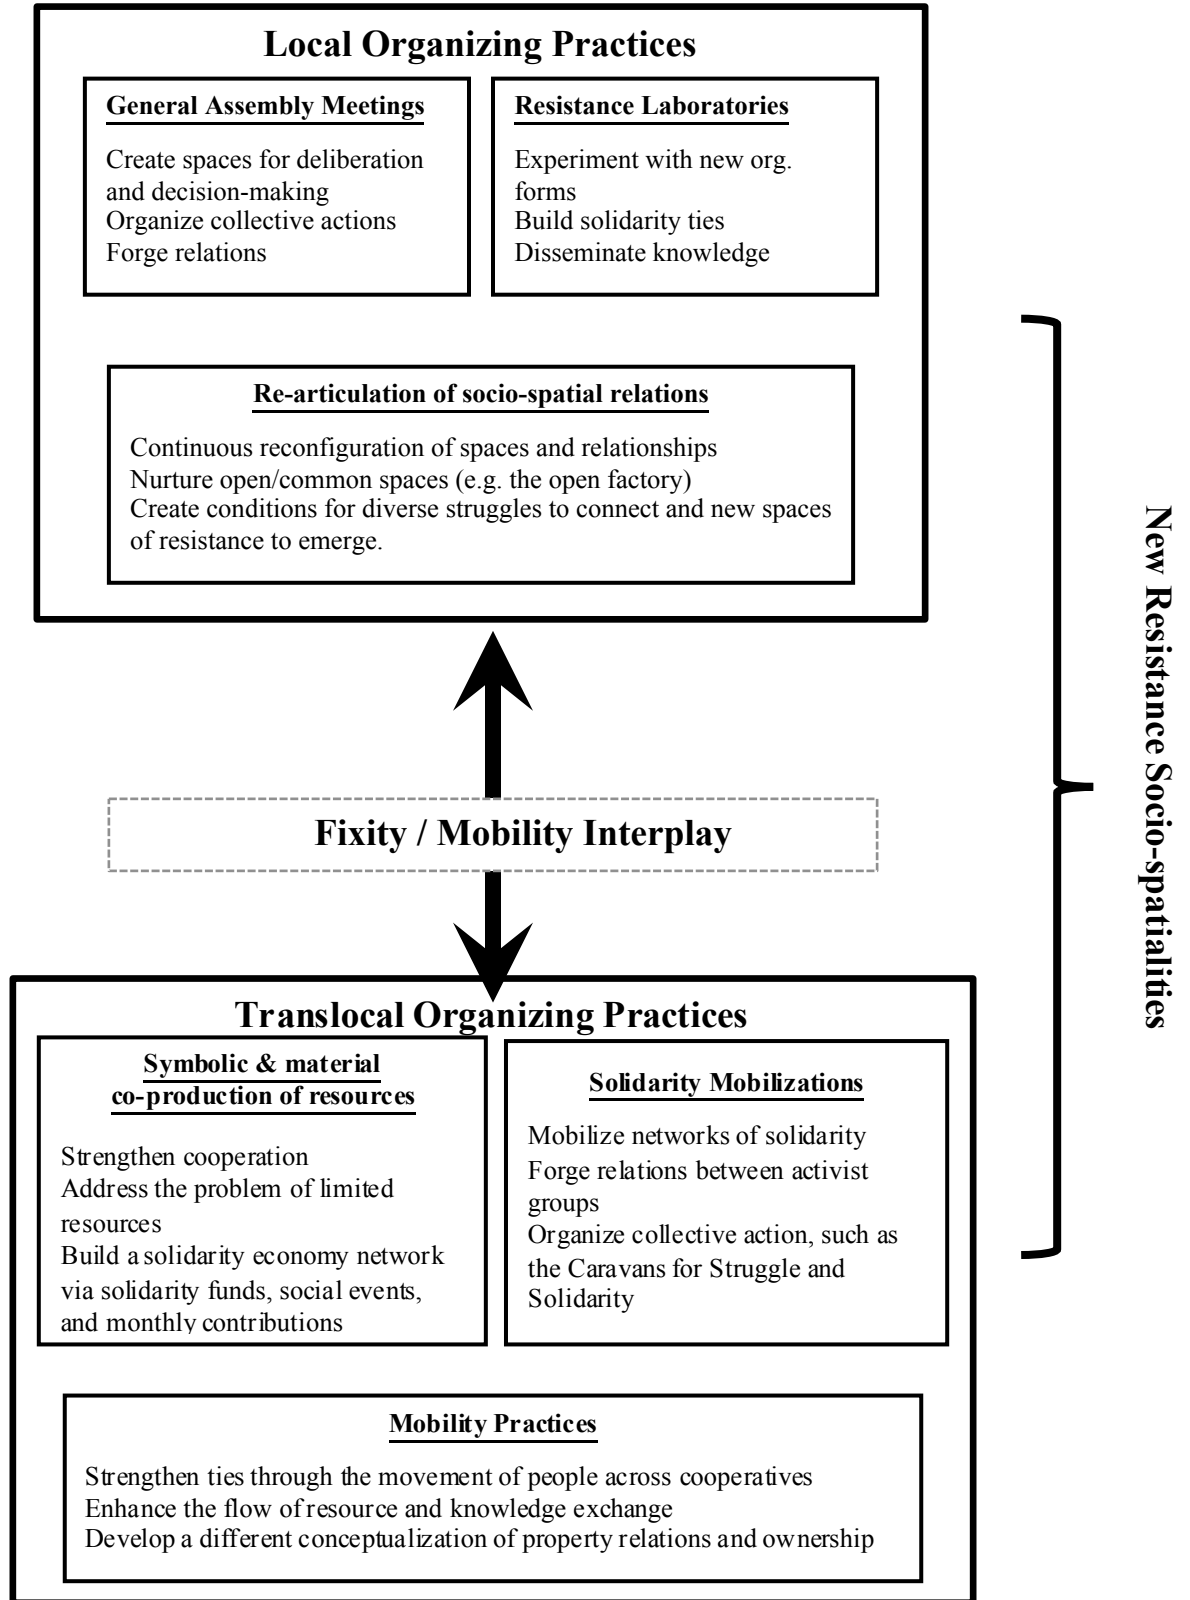 Local Organizing Practices
General Assembly Meetings
Create spaces for deliberation
and decision-making
Organize collective actions
Forge relations
Resistance Laboratories
Experiment with new org.
forms
Build solidarity ties
Disseminate knowledge
Re-articulation of socio-spatial relations
Continuous reconfiguration of spaces and relationships
Nurture open/common spaces (e.g. the open factory)
Create conditions for diverse struggles to connect and new spaces
of resistance to emerge.
Fixity / Mobility Interplay
Translocal Organizing Practices
Symbolic & material
co-production of resources
Strengthen cooperation
Address the problem of limited
resources
Build a solidarity economy network
via solidarity funds, social events,
and monthly contributions
Solidarity Mobilizations
Mobilize networks of solidarity
Forge relations between activist
groups
Organize collective action, such as
the Caravans for Struggle and
Solidarity
Mobility Practices
Strengthen ties through the movement of people across cooperatives
Enhance the flow of resource and knowledge exchange
Develop a different conceptualization of property relations and ownership
New Resistance Socio-spatialities